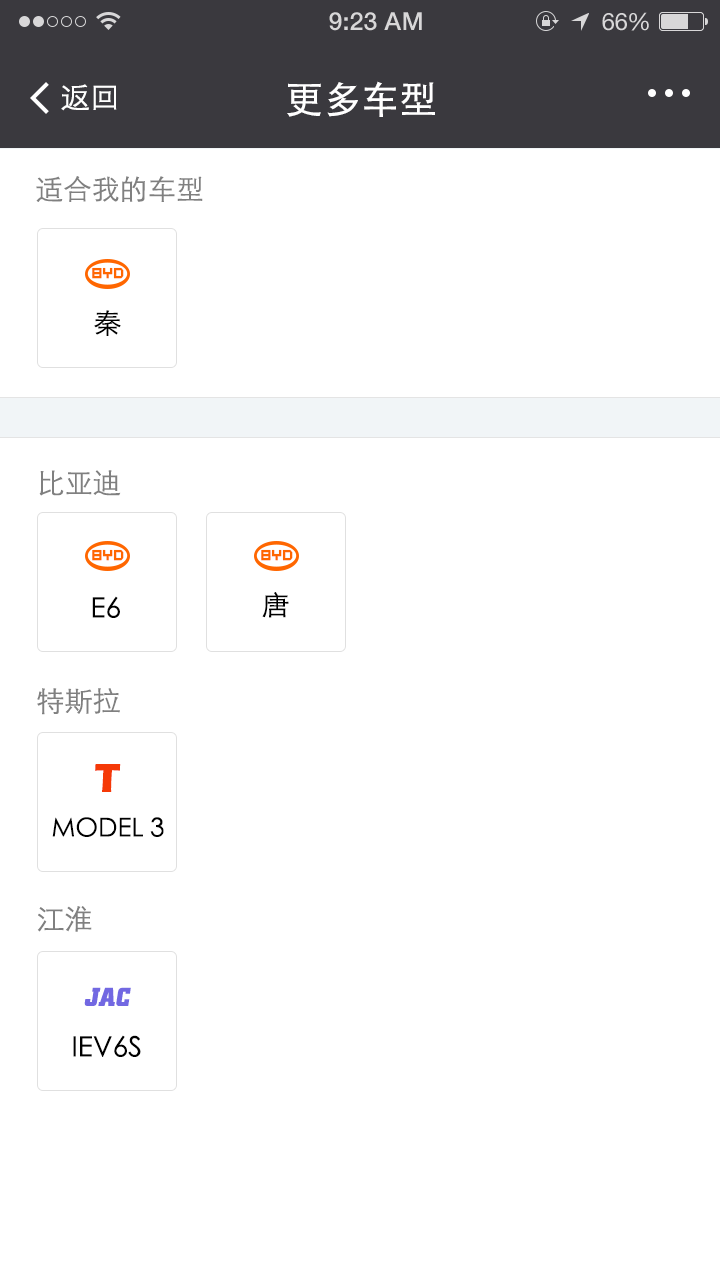 9:23 AM 66%
返回 更多车型
适合我的车型
BYD
秦
比亚迪
BYD BYD
E6 唐
特斯拉
T
MODEL 3
江淮
JAC
IEV6S